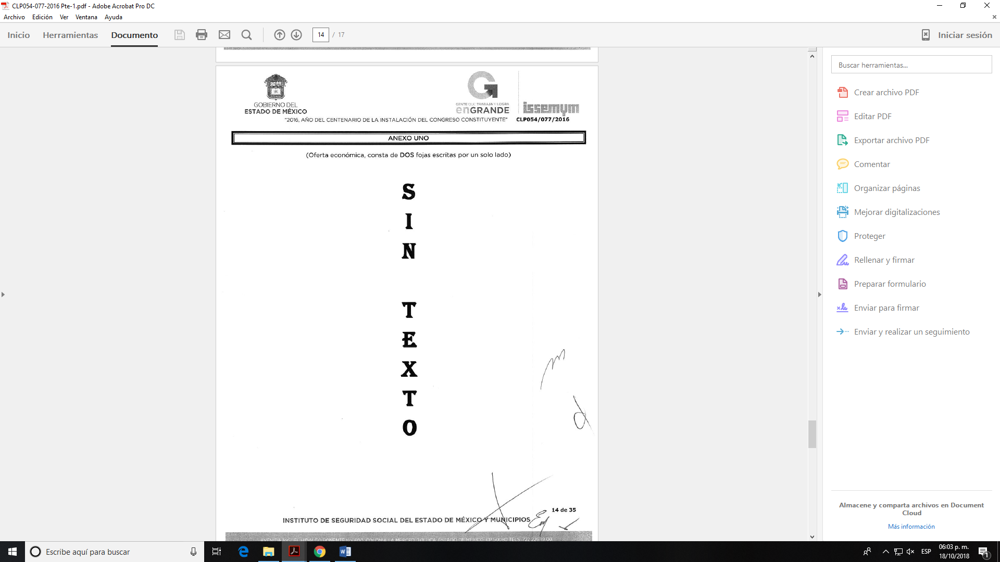 CLP054-077-2016 Pte-1.pdf - Adobe Acrobat Pro DC
Archivo Edición Ver Ventana Ayuda
Inicio Herramientas Documento 14 / 17 Iniciar sesión
GOBIERNO DEL
ESTADO DE MÉXICO
GENTE QUE TRABAJA Y LOGRA
enGRANDE
issemym
"2016, AÑO DEL CENTENARIO DE LA INSTALACIÓN DEL CONGRESO CONSTITUYENTE" CLP054/077/2016
ANEXO UNO
(Oferta económica, consta de DOS fojas escritas por un solo lado)
S
I
N
T
E
X
T
O
14 de 35
INSTITUTO DE SEGURIDAD SOCIAL DEL ESTADO DE MÉXICO Y MUNICIPIOS
Buscar herramientas...
Crear archivo PDF
Editar PDF
Exportar archivo PDF
Comentar
Organizar páginas
Mejorar digitalizaciones
Proteger
Rellenar y firmar
Preparar formulario
Enviar para firmar
Enviar y realizar un seguimiento
Almacene y comparta archivos en Document
Cloud
Más información
Escribe aquí para buscar
ESP
06:03 p. m.
18/10/2018
1